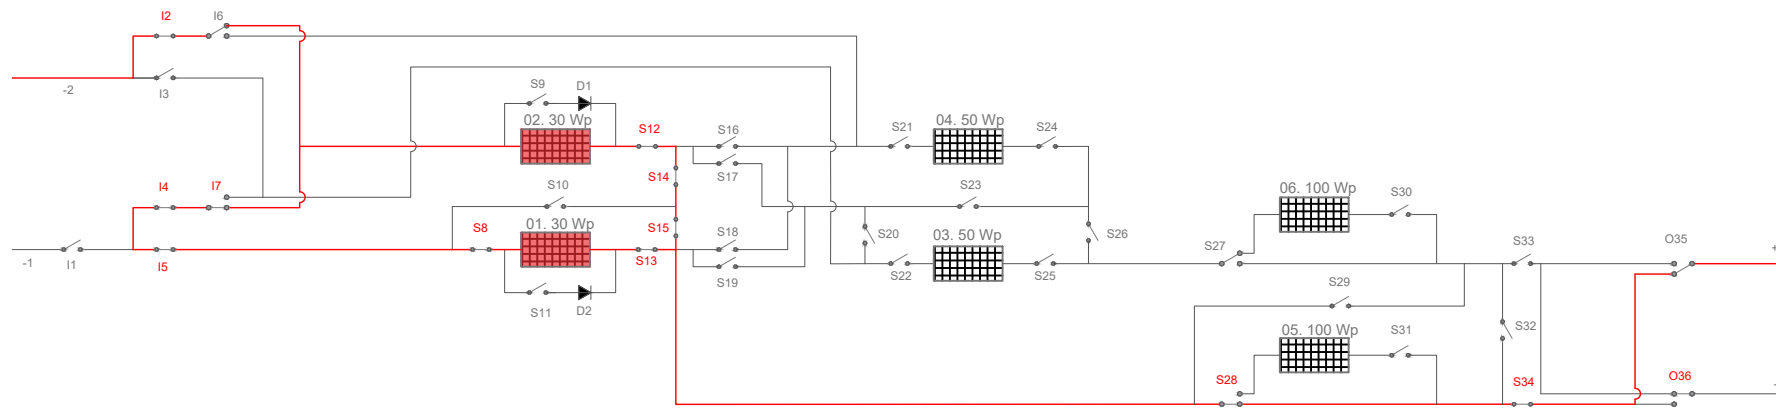 I2
I6
-2
I3
S9
D1
02. 30 Wp
S12
S16
S21
04. 50 Wp
S24
S17
S14
I4
I7
S10
S23
06. 100 Wp
S30
01. 30 Wp
S8
S15
S18
S20
S26
S27
S33
O35
+
-1
I1
I5
S13
S19
S22
03. 50 Wp
S25
S11
D2
S29
S32
05. 100 Wp
S31
S28
S34
O36
-